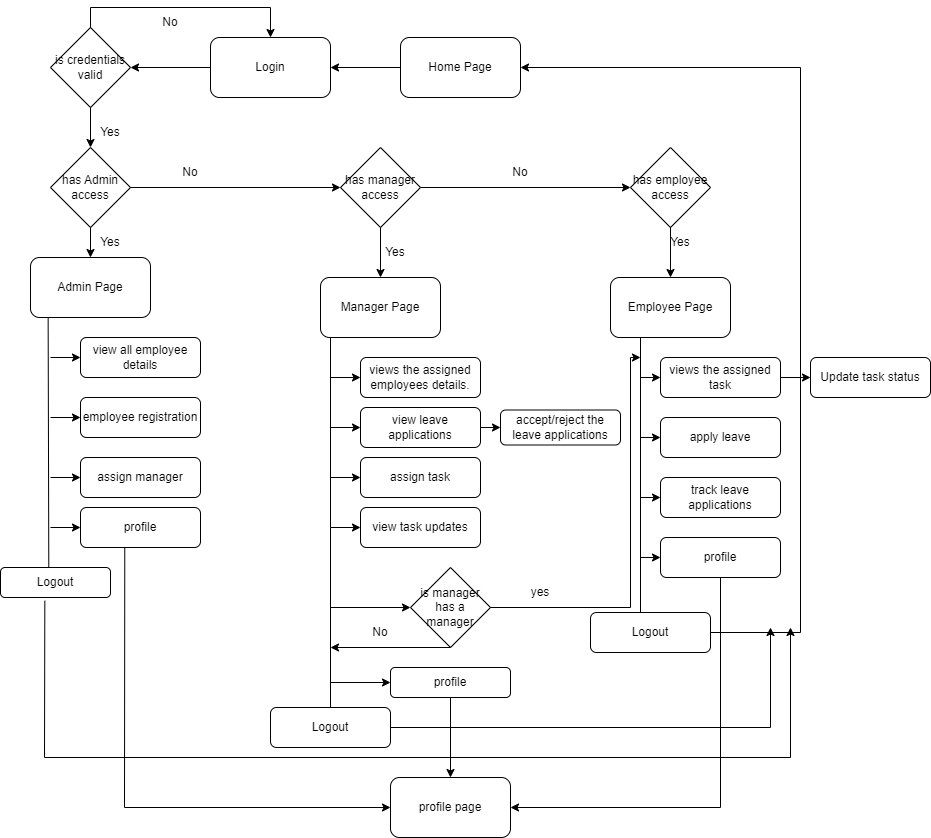 No
is credentials
valid
Login
Home Page
Yes
has Admin
access
No
has manager
access
No
has employee
access
Yes
Yes
Yes
Admin Page
Manager Page
Employee Page
view all employee
details
employee registration
assign manager
profile
Logout
views the assigned
employees details.
view leave
applications
accept/reject the
leave applications
assign task
view task updates
is manager
has a
manager
yes
No
profile
Logout
views the assigned
task
Update task status
apply leave
track leave
applications
profile
Logout
profile page